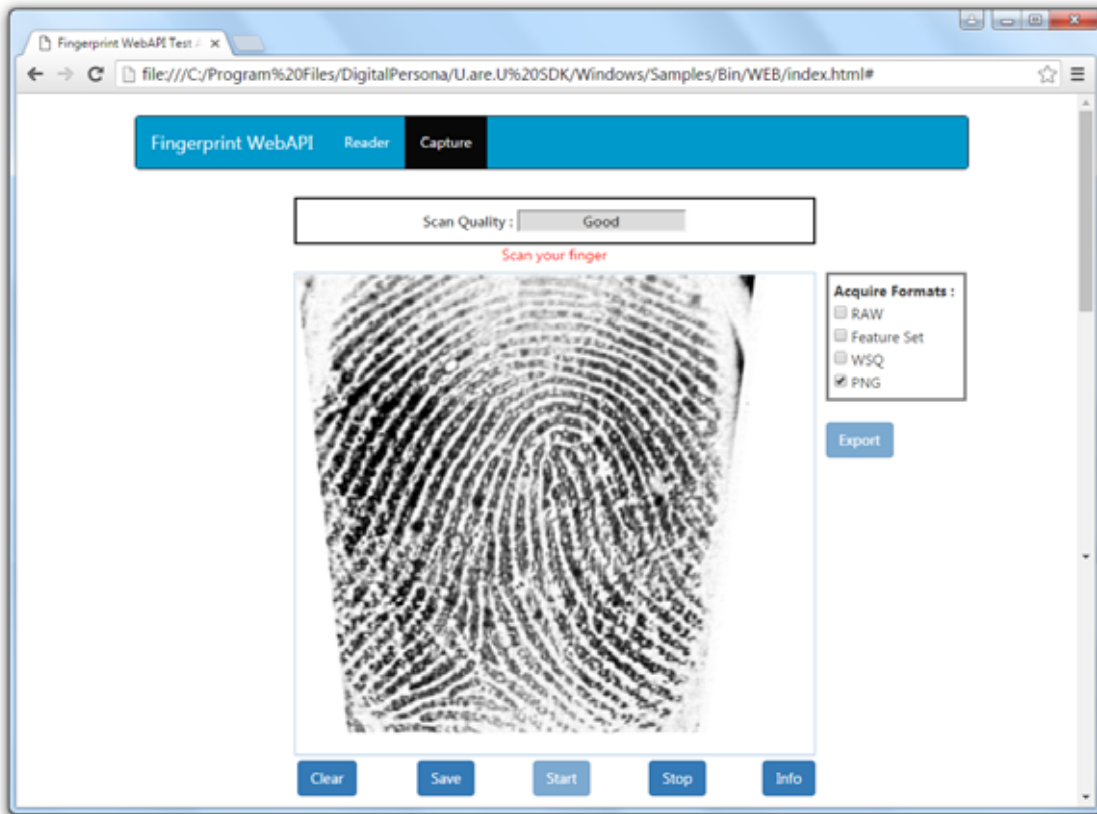 Fingerprint WebAPI Test A
file:///C:/Program%20Files/DigitalPersona/U.are.U%20SDK/Windows/Samples/Bin/WEB/index.html#
Fingerprint WebAPI Reader Capture
Scan Quality : Good
Scan your finger
Acquire Formats :
RAW
Feature Set
WSQ
PNG
Export
Clear Save Start Stop Info